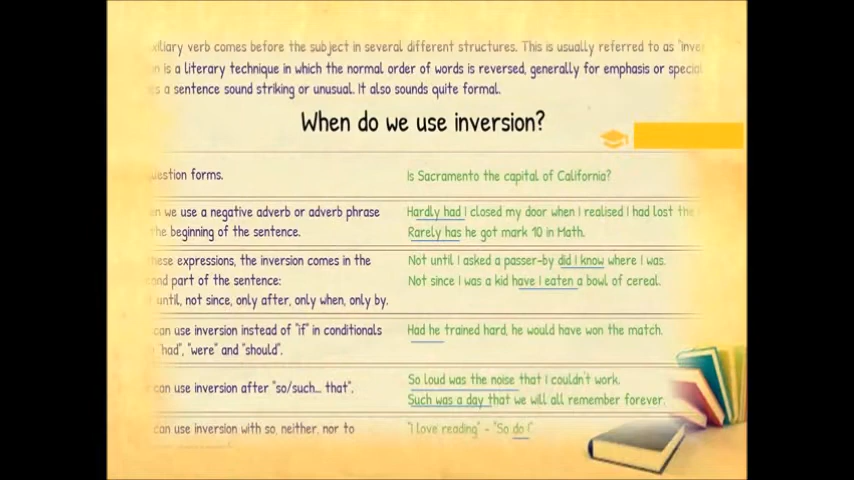 xiliary verb comes before the subject in several different structures. This is usually referred to as "inver
n is a literary technique in which the normal order of words is reversed, generally for emphasis or special
s a sentence sound striking or unusual. It also sounds quite formal.
When do we use inversion?
uestion forms.
Is Sacramento the capital of California?
en we use a negative adverb or adverb phrase
the beginning of the sentence.
Hardly had I closed my door when I realised I had lost the
Rarely has he got mark 10 in Math.
hese expressions, the inversion comes in the
ond part of the sentence:
until, not since, only after, only when, only by.
Not until I asked a passer-by did I know where I was.
Not since I was a kid have I eaten a bowl of cereal.
can use inversion instead of "if" in conditionals
"had", "were" and "should".
Had he trained hard, he would have won the match.
can use inversion after "so/such... that".
So loud was the noise that I couldn't work.
Such was a day that we will all remember forever.
can use inversion with so, neither, nor to
"I love reading" - "So do I"